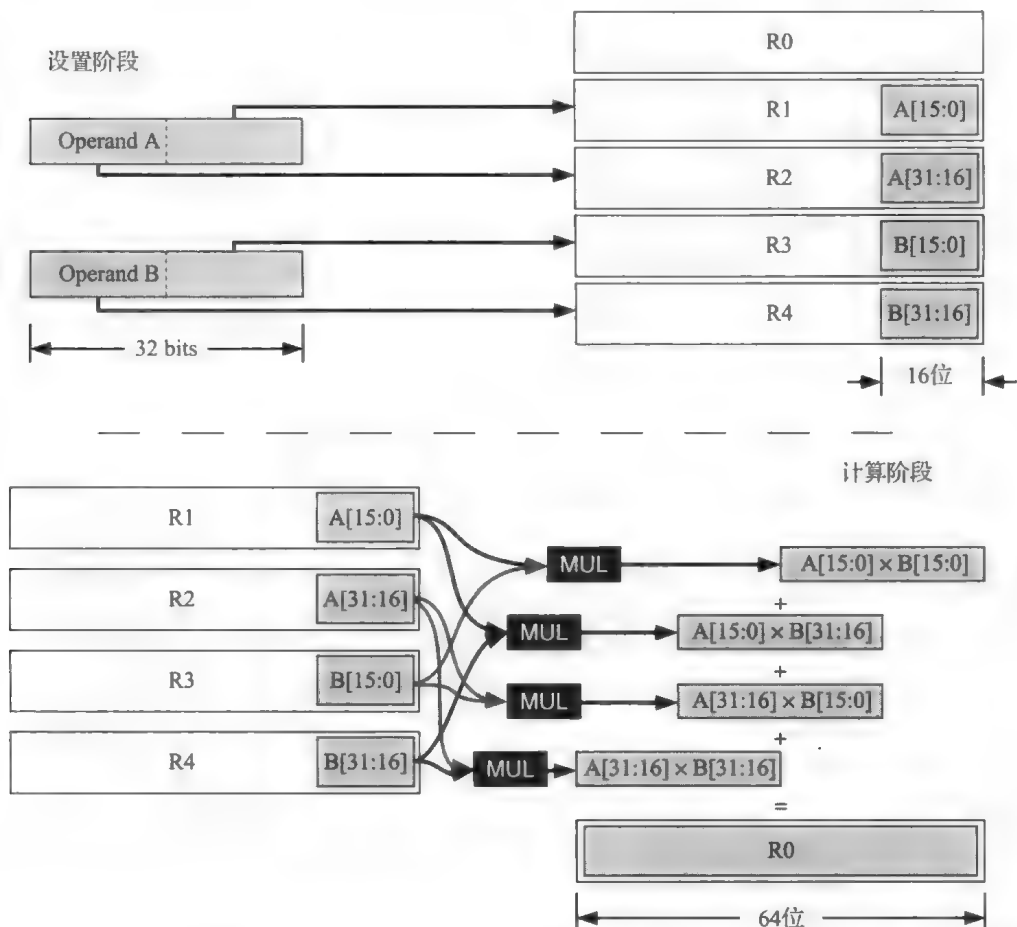 设置阶段
R0
Operand A
R1
A[15:0]
R2
A[31:16]
Operand B
R3
B[15:0]
R4
B[31:16]
32 bits
16位
计算阶段
R1
A[15:0]
R2
A[31:16]
R3
B[15:0]
R4
B[31:16]
MUL
A[15:0]×B[15:0]
+
MUL
A[15:0]×B[31:16]
+
MUL
A[31:16]×B[15:0]
+
MUL
A[31:16]×B[31:16]
=
R0
64位